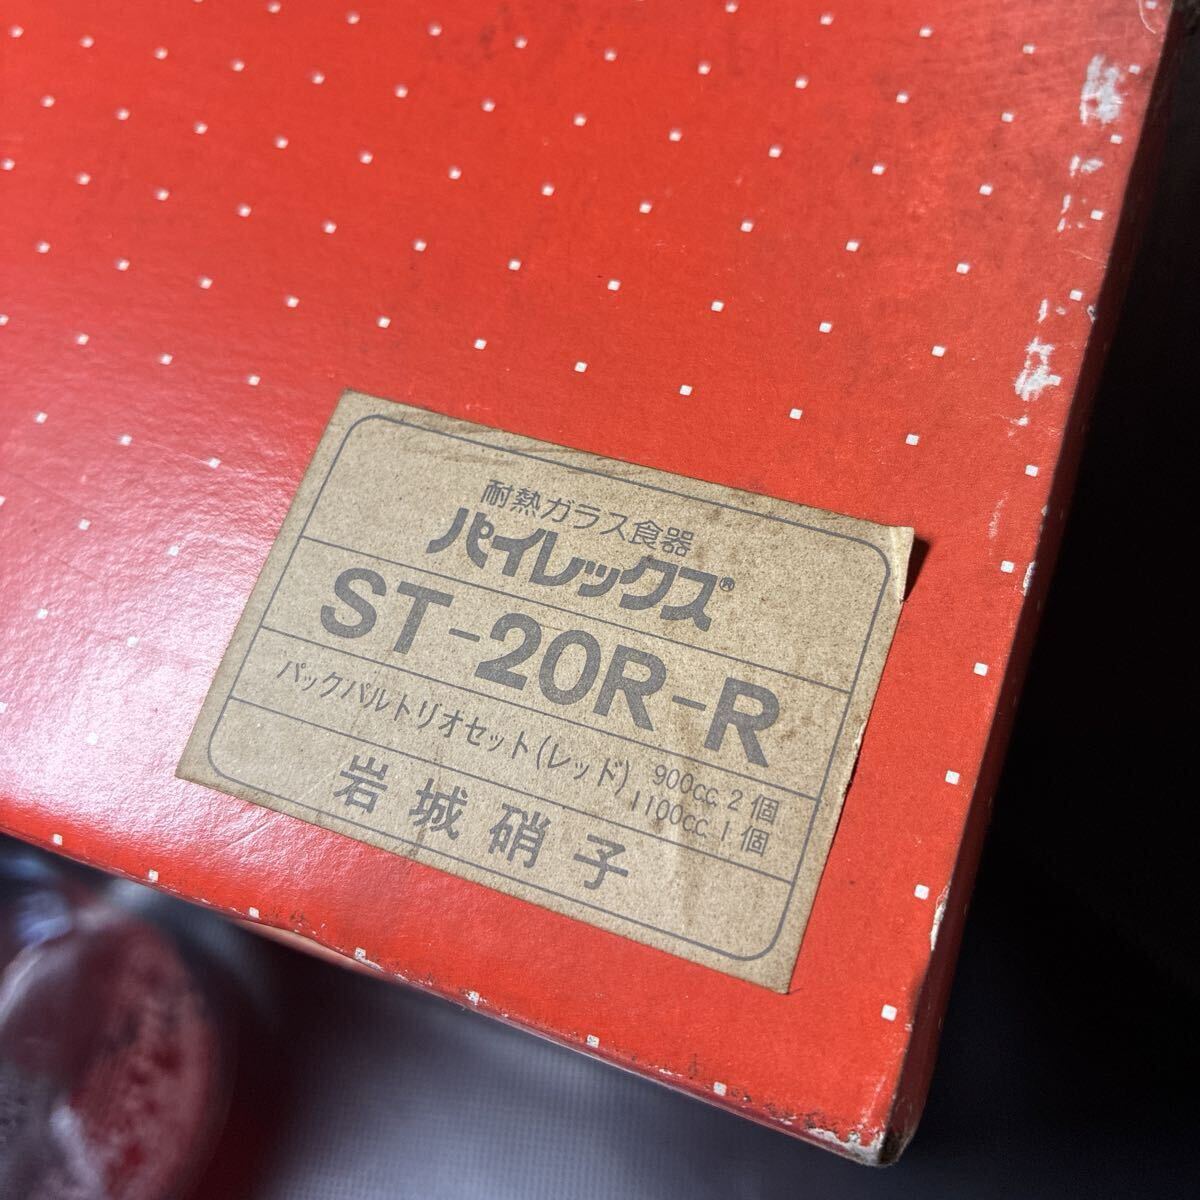 耐熱ガラス食器
パイレックス®
ST-20R-R
パックパルトリオセット(レッド) 900cc 2個
1100cc 1個
岩城硝子